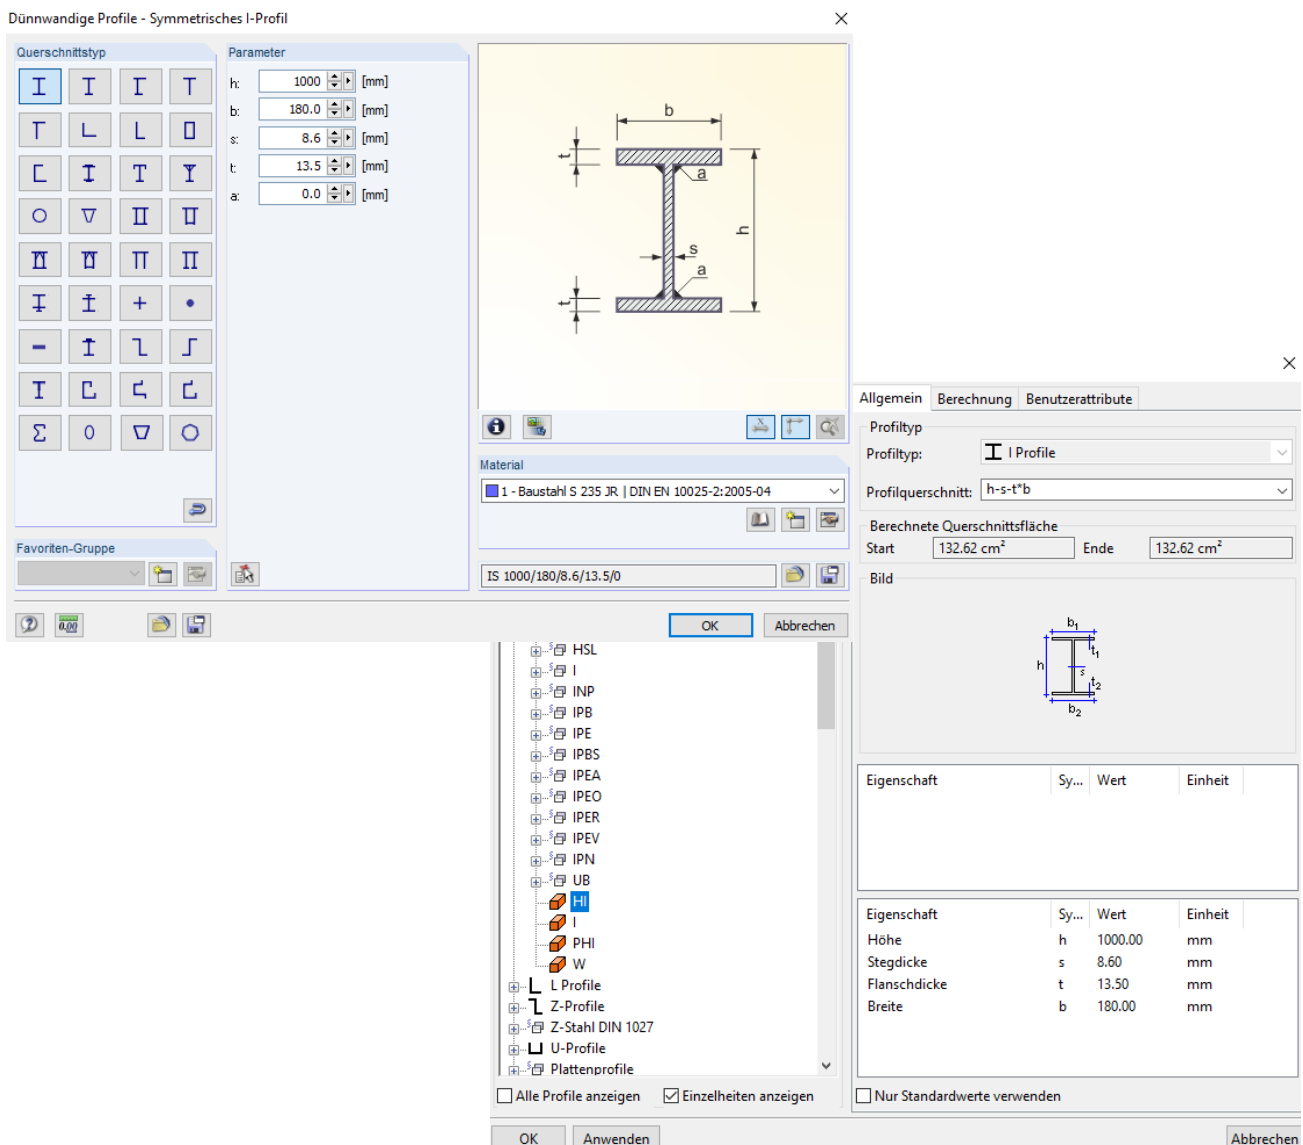 Dünnwandige Profile - Symmetrisches I-Profil
Querschnittstyp
Parameter
h: 1000 [mm]
b: 180.0 [mm]
s: 8.6 [mm]
t: 13.5 [mm]
a: 0.0 [mm]
b
t
a
h
s
a
t
Material
1 - Baustahl S 235 JR | DIN EN 10025-2:2005-04
Favoriten-Gruppe
IS 1000/180/8.6/13.5/0
0,00
OK
Abbrechen
HSL
I
INP
IPB
IPE
IPBS
IPEA
IPEO
IPER
IPEV
IPN
UB
HI
I
PHI
W
L Profile
Z-Profile
Z-Stahl DIN 1027
U-Profile
Plattenprofile
Alle Profile anzeigen
Einzelheiten anzeigen
OK
Anwenden
Allgemein
Berechnung
Benutzerattribute
Profiltyp
Profiltyp: I Profile
Profilquerschnitt: h-s-t*b
Berechnete Querschnittsfläche
Start 132.62 cm² Ende 132.62 cm²
Bild
b1
t1
h
s
t2
b2
Eigenschaft Sy... Wert Einheit
Eigenschaft Sy... Wert Einheit
Höhe h 1000.00 mm
Stegdicke s 8.60 mm
Flanschdicke t 13.50 mm
Breite b 180.00 mm
Nur Standardwerte verwenden
Abbrechen